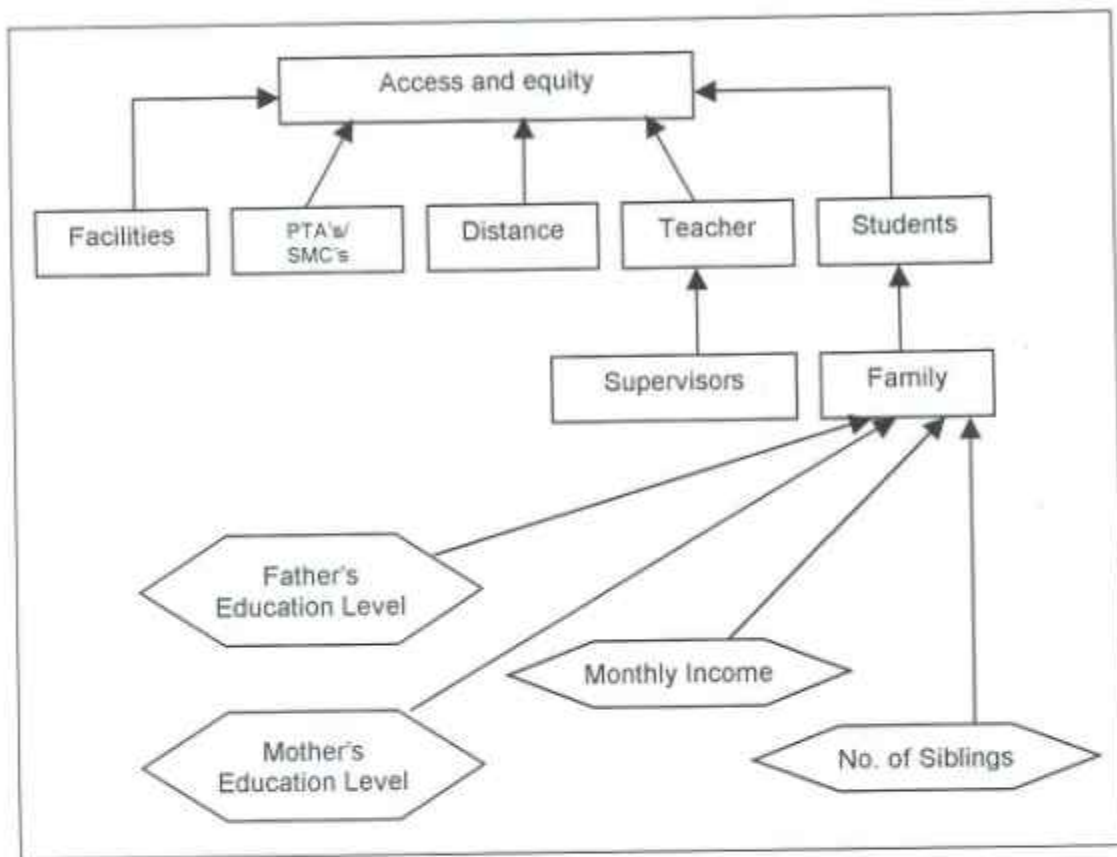 Access and equity
Facilities
PTA's/
SMC's
Distance
Teacher
Students
Supervisors
Family
Father's
Education Level
Monthly Income
Mother's
Education Level
No. of Siblings